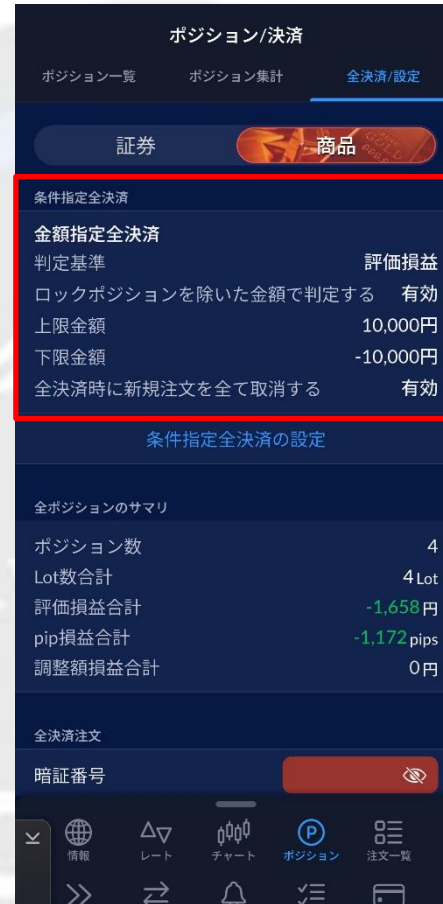 ポジション/決済
ポジション一覧 ポジション集計 全決済/設定
証券 商品
条件指定全決済
金額指定全決済
判定基準 評価損益
ロックポジションを除いた金額で判定する 有効
上限金額 10,000円
下限金額 -10,000円
全決済時に新規注文を全て取消する 有効
条件指定全決済の設定
全ポジションのサマリ
ポジション数 4
Lot数合計 4 Lot
評価損益合計 -1,658 円
pip損益合計 -1,172 pips
調整額損益合計 0 円
全決済注文
暗証番号
情報 レート チャート ポジション 注文一覧